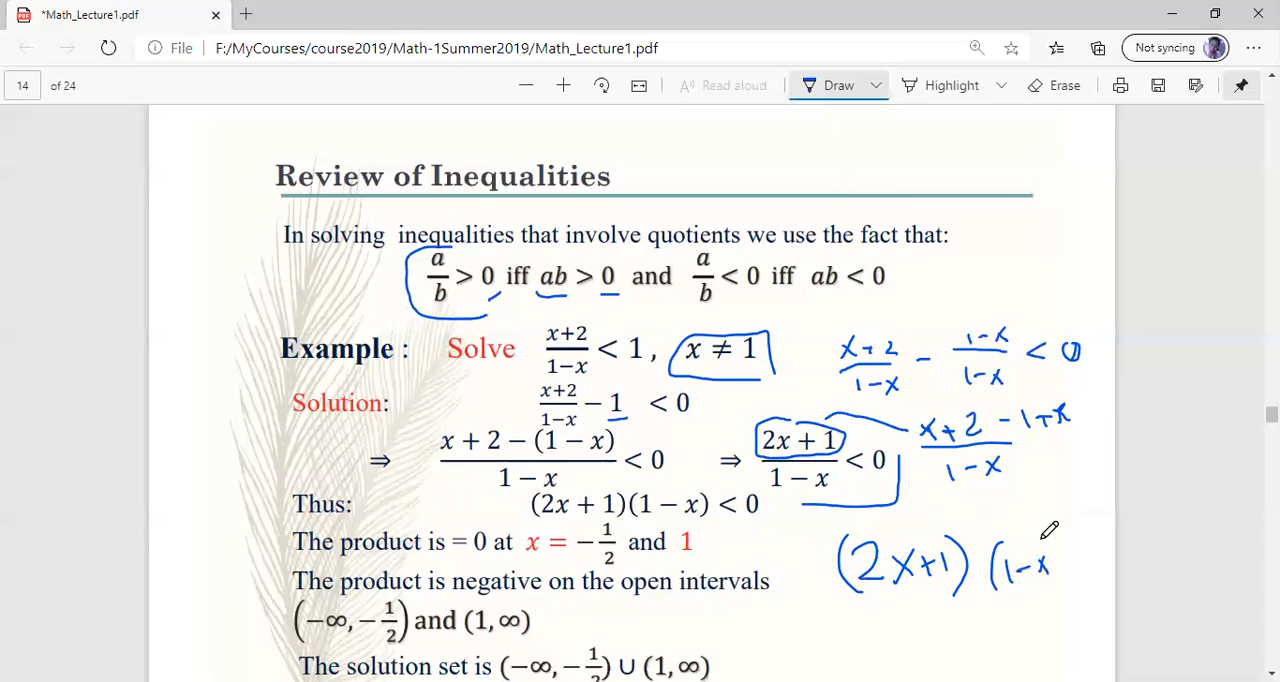 *Math_Lecture1.pdf
File F:/MyCourses/course2019/Math-1Summer2019/Math_Lecture1.pdf Not syncing
14 of 24 Read aloud Draw Highlight Erase
Review of Inequalities
In solving inequalities that involve quotients we use the fact that:
a/b > 0 iff ab > 0 and a/b < 0 iff ab < 0
Example : Solve x+2/1−x < 1 , x ≠ 1
x+2/1−x − 1−x/1−x < 0
Solution: x+2/1−x − 1 < 0
⇒ x + 2 − (1 − x)/1 − x < 0 ⇒ 2x + 1/1 − x < 0
x+2 −1+x/1−x
Thus: (2x + 1)(1 − x) < 0
The product is = 0 at x = −1/2 and 1
(2x+1) (1−x
The product is negative on the open intervals
(−∞, −1/2) and (1, ∞)
The solution set is (−∞, −1/2) ∪ (1, ∞)